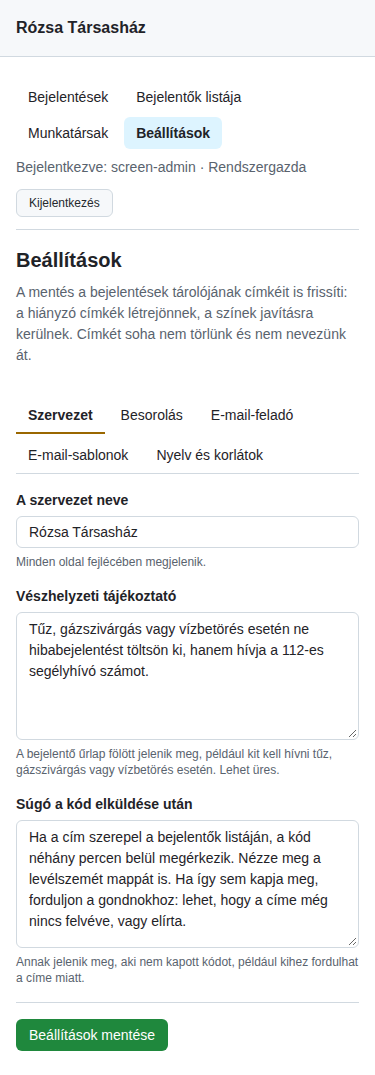 Rózsa Társasház
Bejelentések Bejelentők listája
Munkatársak Beállítások
Bejelentkezve: screen-admin · Rendszergazda
Kijelentkezés
Beállítások
A mentés a bejelentések tárolójának címkéit is frissíti:
a hiányzó címkék létrejönnek, a színek javításra
kerülnek. Címkét soha nem törlünk és nem nevezünk
át.
Szervezet Besorolás E-mail-feladó
E-mail-sablonok Nyelv és korlátok
A szervezet neve
Rózsa Társasház
Minden oldal fejlécében megjelenik.
Vészhelyzeti tájékoztató
Tűz, gázszivárgás vagy vízbetörés esetén ne
hibabejelentést töltsön ki, hanem hívja a 112-es
segélyhívó számot.
A bejelentő űrlap fölött jelenik meg, például kit kell hívni tűz,
gázszivárgás vagy vízbetörés esetén. Lehet üres.
Súgó a kód elküldése után
Ha a cím szerepel a bejelentők listáján, a kód
néhány percen belül megérkezik. Nézze meg a
levélszemét mappát is. Ha így sem kapja meg,
forduljon a gondnokhoz: lehet, hogy a címe még
nincs felvéve, vagy elírta.
Annak jelenik meg, aki nem kapott kódot, például kihez fordulhat
a címe miatt.
Beállítások mentése